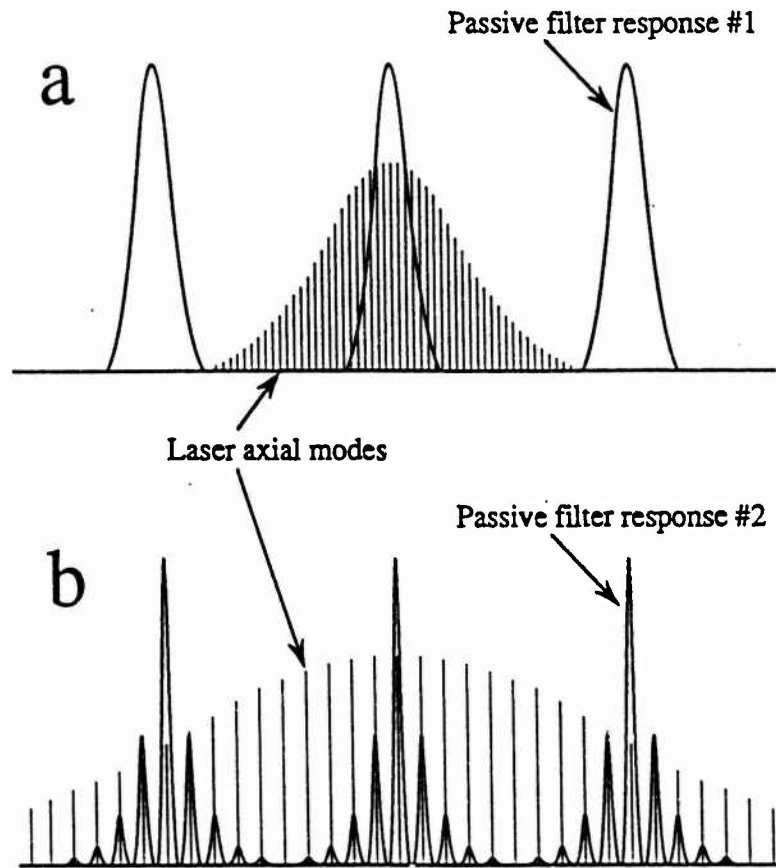 Passive filter response #1
a
Laser axial modes
Passive filter response #2
b